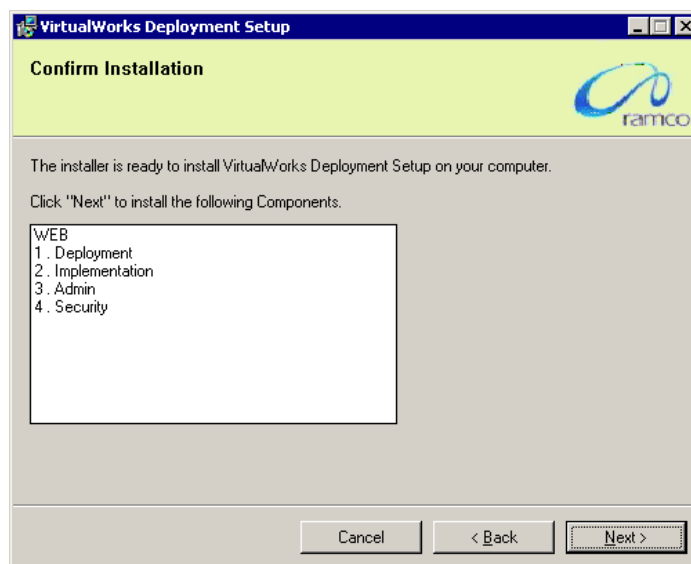 VirtualWorks Deployment Setup
Confirm Installation
ramco
The installer is ready to install VirtualWorks Deployment Setup on your computer.
Click "Next" to install the following Components.
WEB
1 . Deployment
2 . Implementation
3 . Admin
4 . Security
Cancel
< Back
Next >